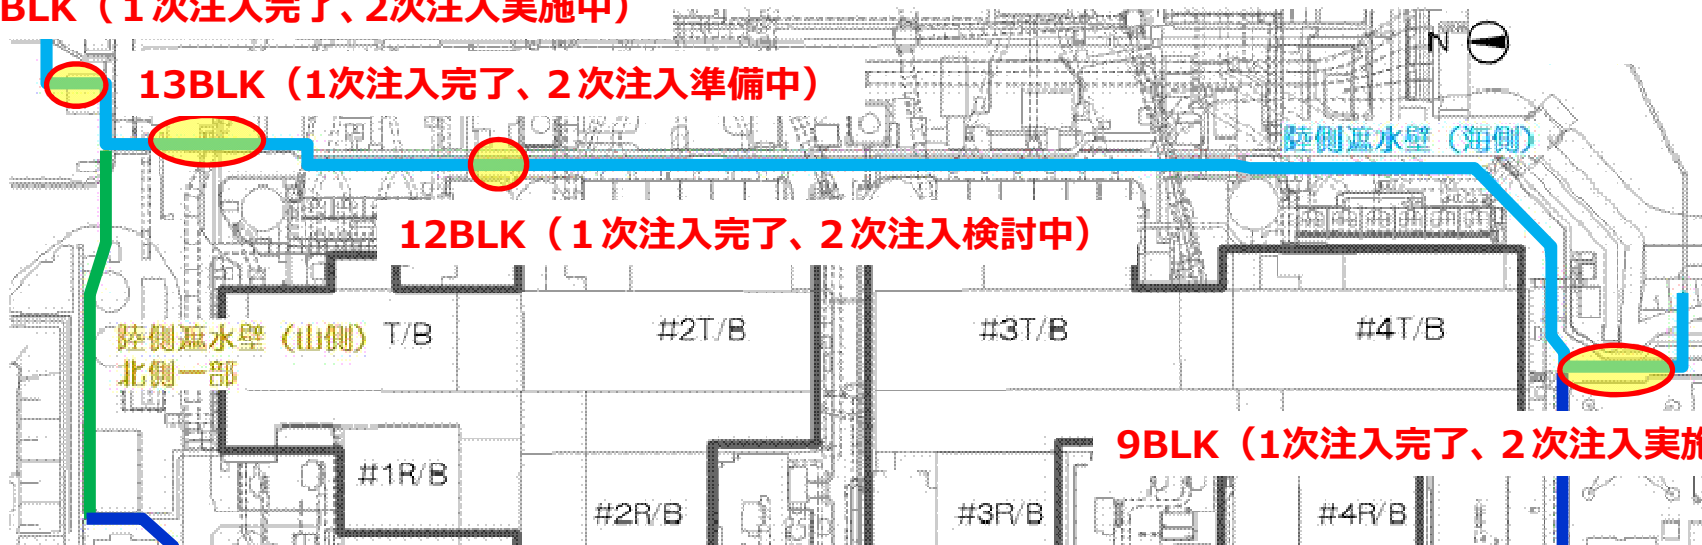 BLK（１次注入完了、2次注入実施中）
N
13BLK（1次注入完了、２次注入準備中）
陸側遮水壁（海側）
12BLK（１次注入完了、２次注入検討中）
陸側遮水壁（山側）
北側一部
T/B
#2T/B
#3T/B
#4T/B
9BLK（1次注入完了、２次注入実施
#1R/B
#2R/B
#3R/B
#4R/B